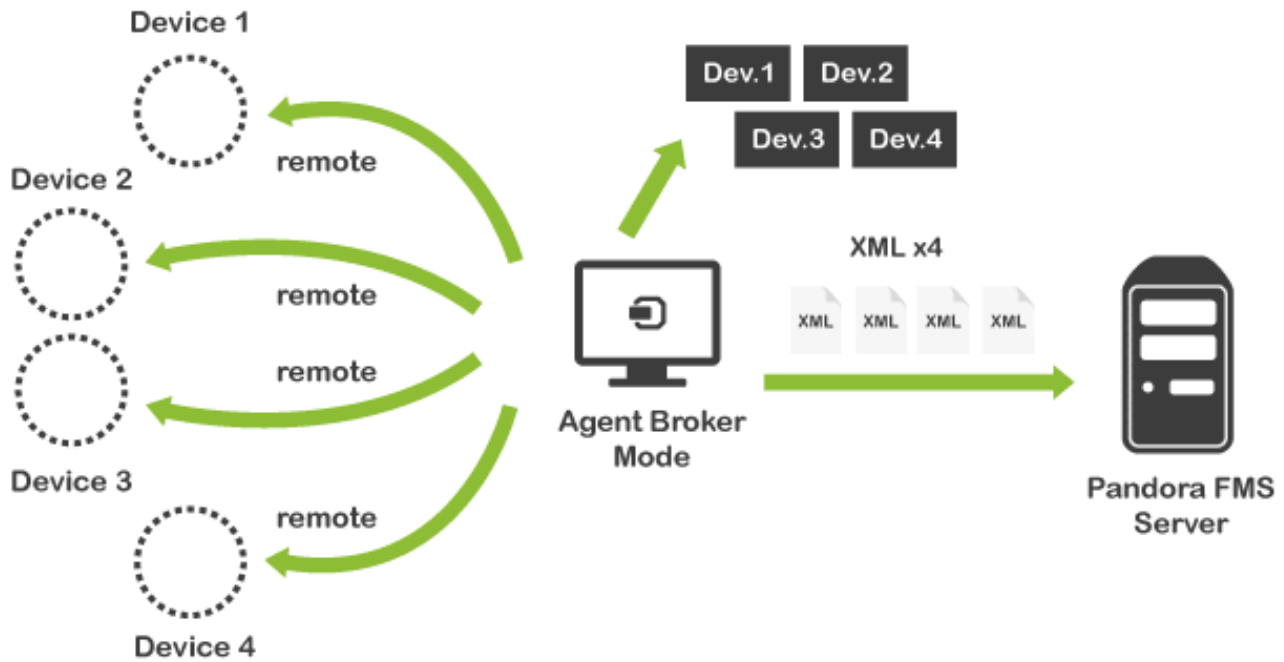 Device 1
Dev.1
Dev.2
Dev.3
Dev.4
remote
Device 2
remote
XML x4
XML
XML
XML
XML
remote
Agent Broker
Mode
Device 3
Pandora FMS
Server
remote
Device 4